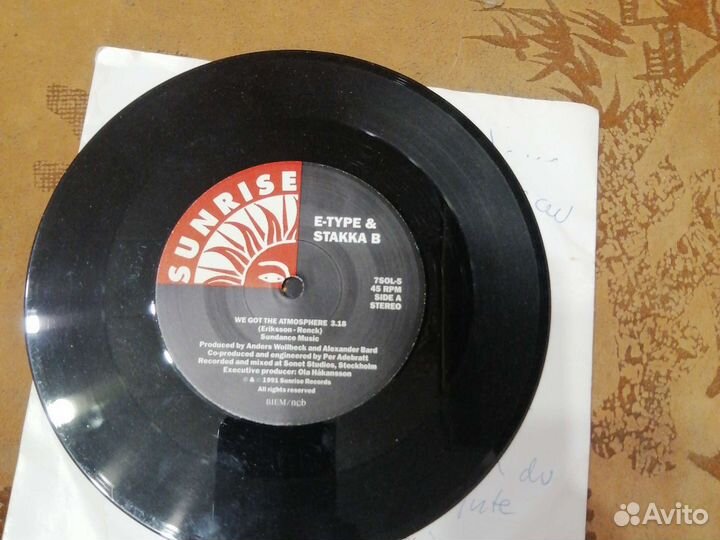 SUNRISE
E-TYPE &
STAKKA B
7SOL-5
45 RPM
SIDE A
STEREO
WE GOT THE ATMOSPHERE 3.18
(Eriksson - Renck)
Sundance Music
Produced by Anders Wollbeck and Alexander Bard
Co-produced and engineered by Per Adebratt
Recorded and mixed at Sonet Studios, Stockholm
Executive producer: Ola Håkansson
℗ & © 1991 Sunrise Records
All rights reserved
BIEM/ncb
du
Avito